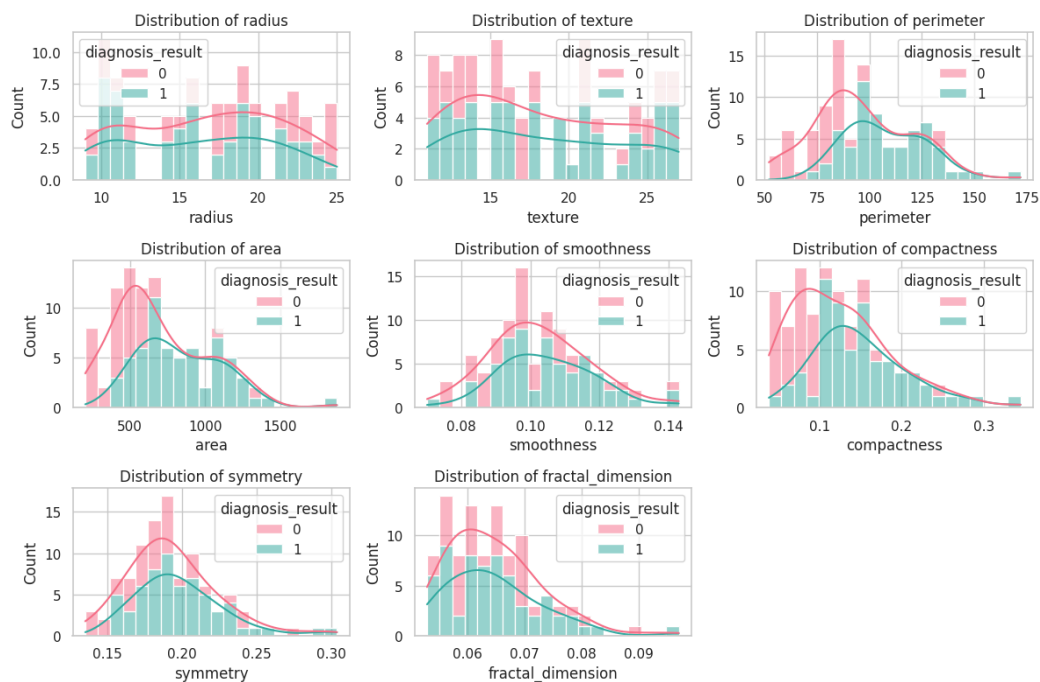 Distribution of radius
Count
10.0
7.5
5.0
2.5
0.0
diagnosis_result
0
1
10 15 20 25
radius
Distribution of texture
Count
8
6
4
2
0
diagnosis_result
0
1
15 20 25
texture
Distribution of perimeter
Count
15
10
5
0
diagnosis_result
0
1
50 75 100 125 150 175
perimeter
Distribution of area
Count
10
5
0
diagnosis_result
0
1
500 1000 1500
area
Distribution of smoothness
Count
15
10
5
0
diagnosis_result
0
1
0.08 0.10 0.12 0.14
smoothness
Distribution of compactness
Count
10
5
0
diagnosis_result
0
1
0.1 0.2 0.3
compactness
Distribution of symmetry
Count
15
10
5
0
diagnosis_result
0
1
0.15 0.20 0.25 0.30
symmetry
Distribution of fractal_dimension
Count
10
5
0
diagnosis_result
0
1
0.06 0.07 0.08 0.09
fractal_dimension